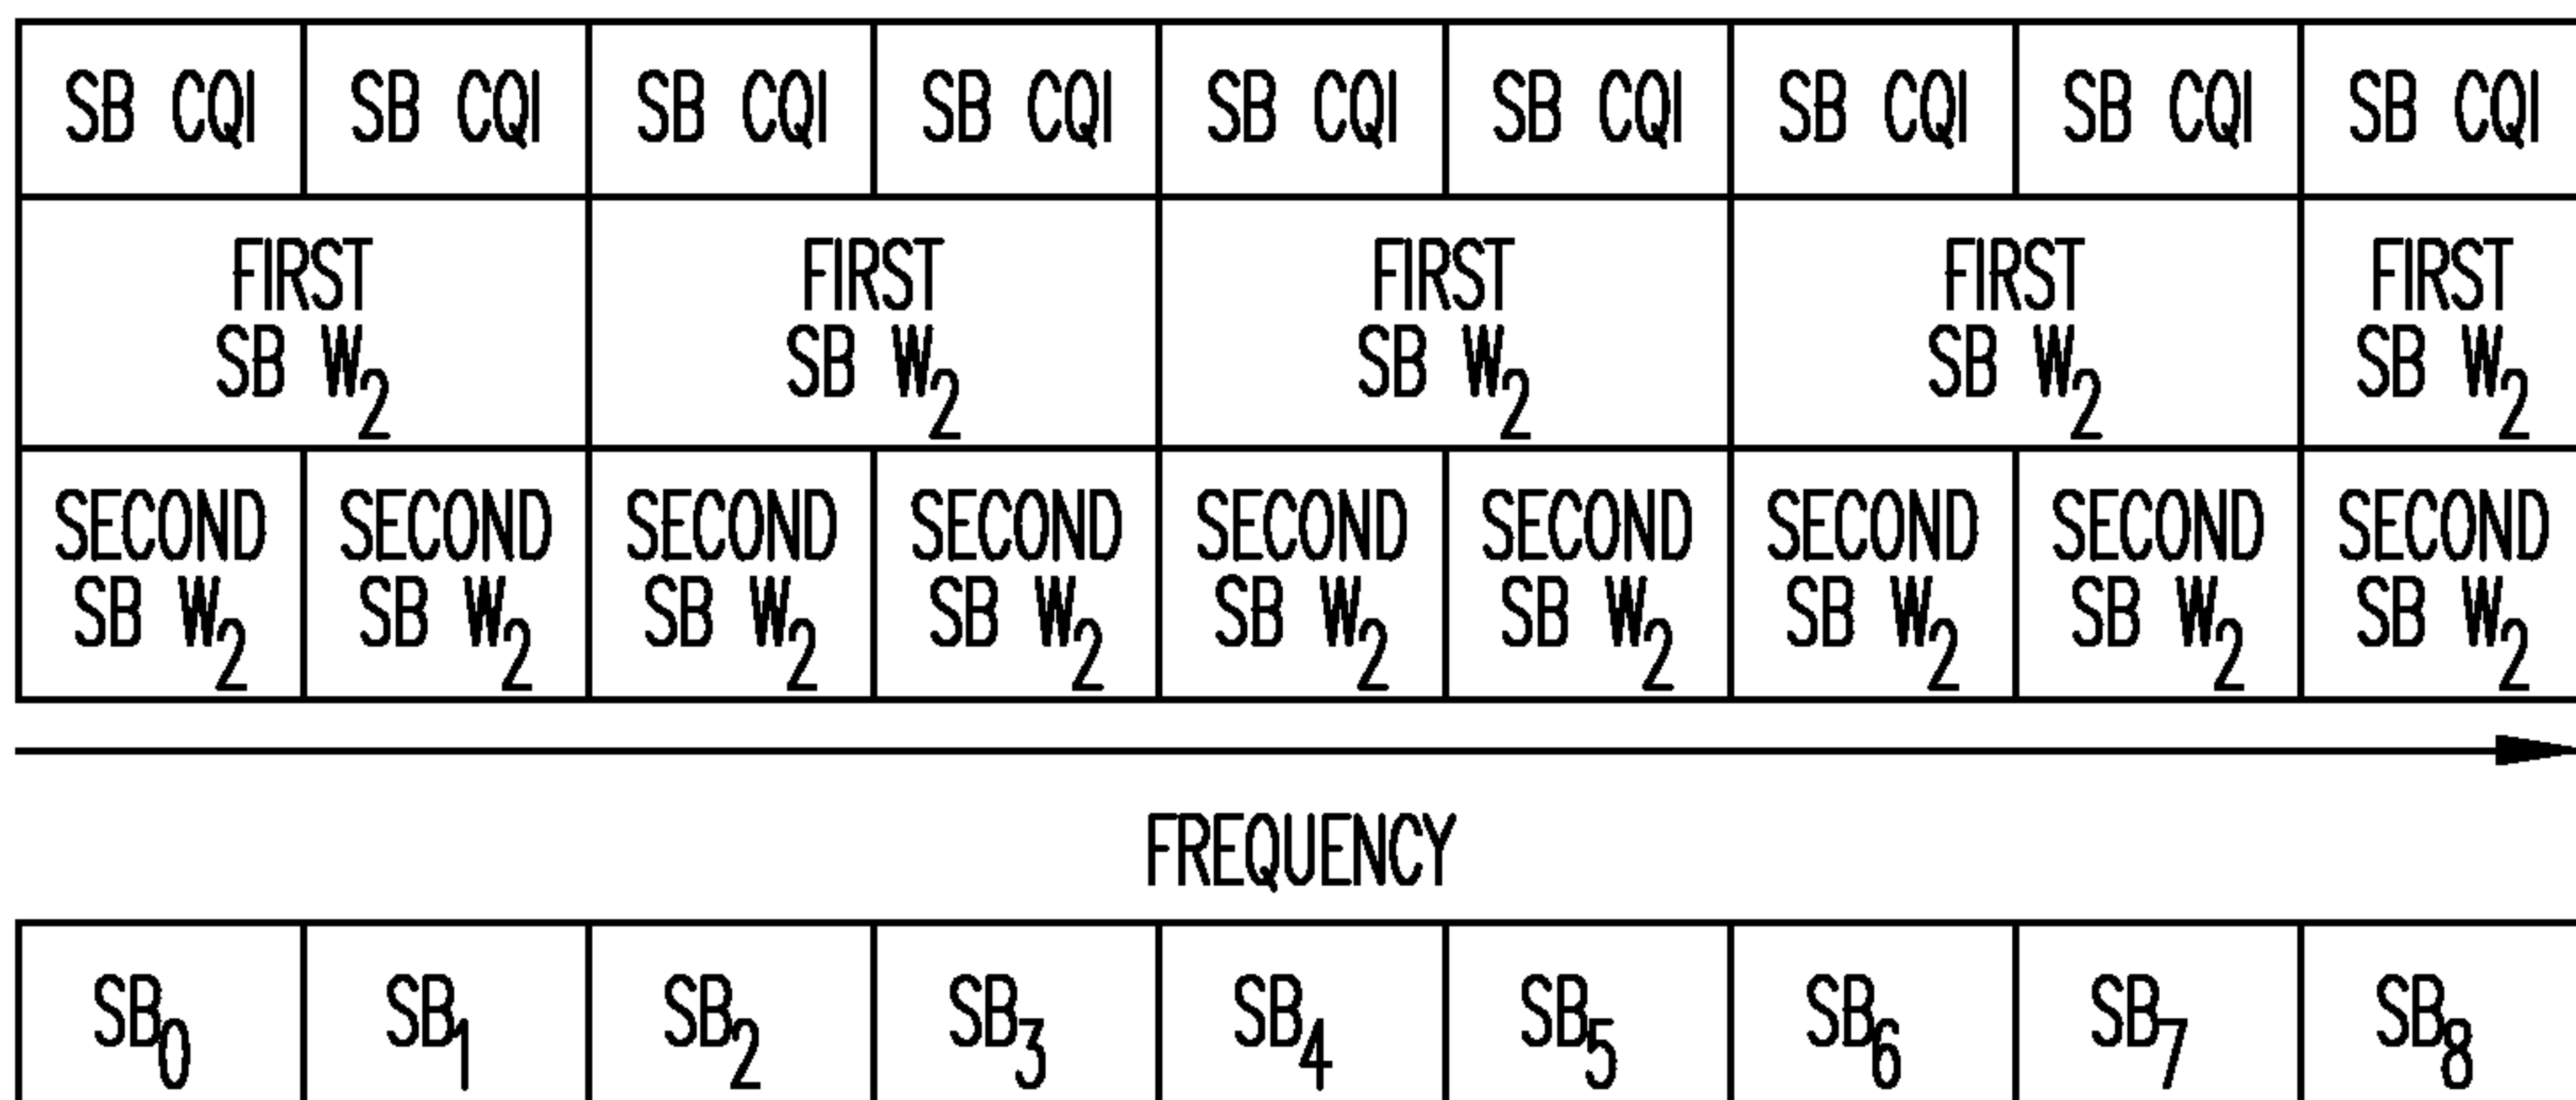 SB CQI SB CQI SB CQI SB CQI SB CQI SB CQI SB CQI SB CQI SB CQI
FIRST FIRST FIRST FIRST FIRST
SB W₂ SB W₂ SB W₂ SB W₂ SB W₂
SECOND SECOND SECOND SECOND SECOND SECOND SECOND SECOND SECOND
SB W₂ SB W₂ SB W₂ SB W₂ SB W₂ SB W₂ SB W₂ SB W₂ SB W₂
FREQUENCY
SB₀ SB₁ SB₂ SB₃ SB₄ SB₅ SB₆ SB₇ SB₈